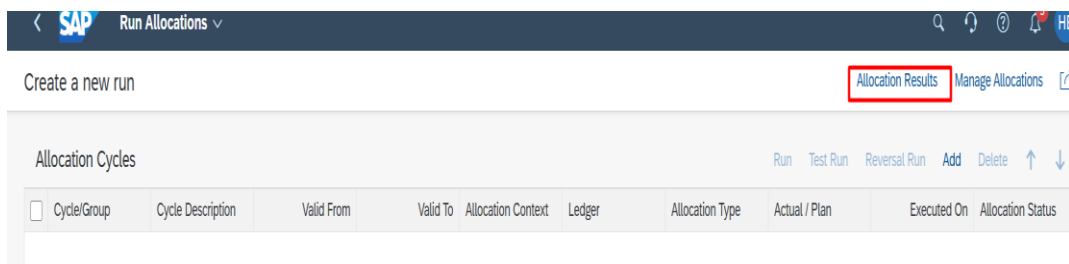 SAP Run Allocations
Create a new run Allocation Results Manage Allocations
Allocation Cycles Run Test Run Reversal Run Add Delete
Cycle/Group Cycle Description Valid From Valid To Allocation Context Ledger Allocation Type Actual / Plan Executed On Allocation Status